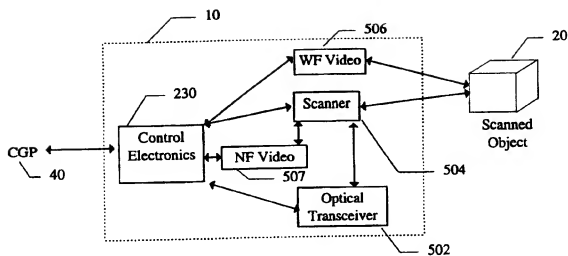 10
506
20
WF Video
230
Scanner
Control
Electronics
Scanned
Object
CGP
40
NF Video
507
504
Optical
Transceiver
502